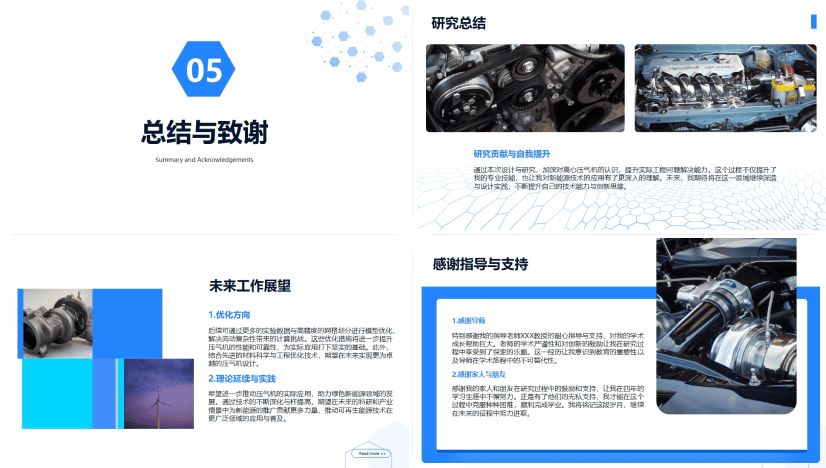 05
总结与致谢
Summary and Acknowledgements
研究总结
研究贡献与自我提升
通过本次设计与研究，加深对离心压气机的认识，提升实际工程问题解决能力。这个过程不仅提升了
我的专业技能，也让我对新能源技术的应用有了更深入的理解。未来，我期待将在这一领域继续深造
与设计实践，不断提升自己的技术能力与创新思维。
未来工作展望
1.优化方向
后续可通过更多的实验数据与高精度的网格划分进行模型优化，
解决流动复杂性带来的计算挑战。这些优化措施将进一步提升
压气机的性能和可靠性，为实际应用打下坚实的基础。此外，
结合先进的材料科学与工程优化技术，期望在未来实现更为卓
越的压气机设计。
2.理论延续与实践
希望进一步推动压气机的实际应用，助力绿色新能源领域的发
展。通过技术的不断深化与杆提高，期望在未来的科研和产业
情景中为新能源的推广贡献更多力量，推动可再生能源技术在
更广泛领域的应用与普及。
Read more >>
感谢指导与支持
1.感谢导师
特别感谢我的指导老师XXX教授的耐心指导与支持，对我的学术
成长帮助巨大。老师的学术严谨性和对创新的鼓励让我在研究过
程中享受到了探索的乐趣。这一经历让我意识到教育的重要性以
及导师在学术旅程中的不可替代性。
2.感谢家人与朋友
感谢我的家人和朋友在研究过程中的鼓励和支持，让我在四年的
学习生涯中不懈努力。正是有了他们的无私支持，我才能在这个
过程中克服种种困难，顺利完成学业。我将铭记这段岁月，继续
在未来的征程中努力进取。